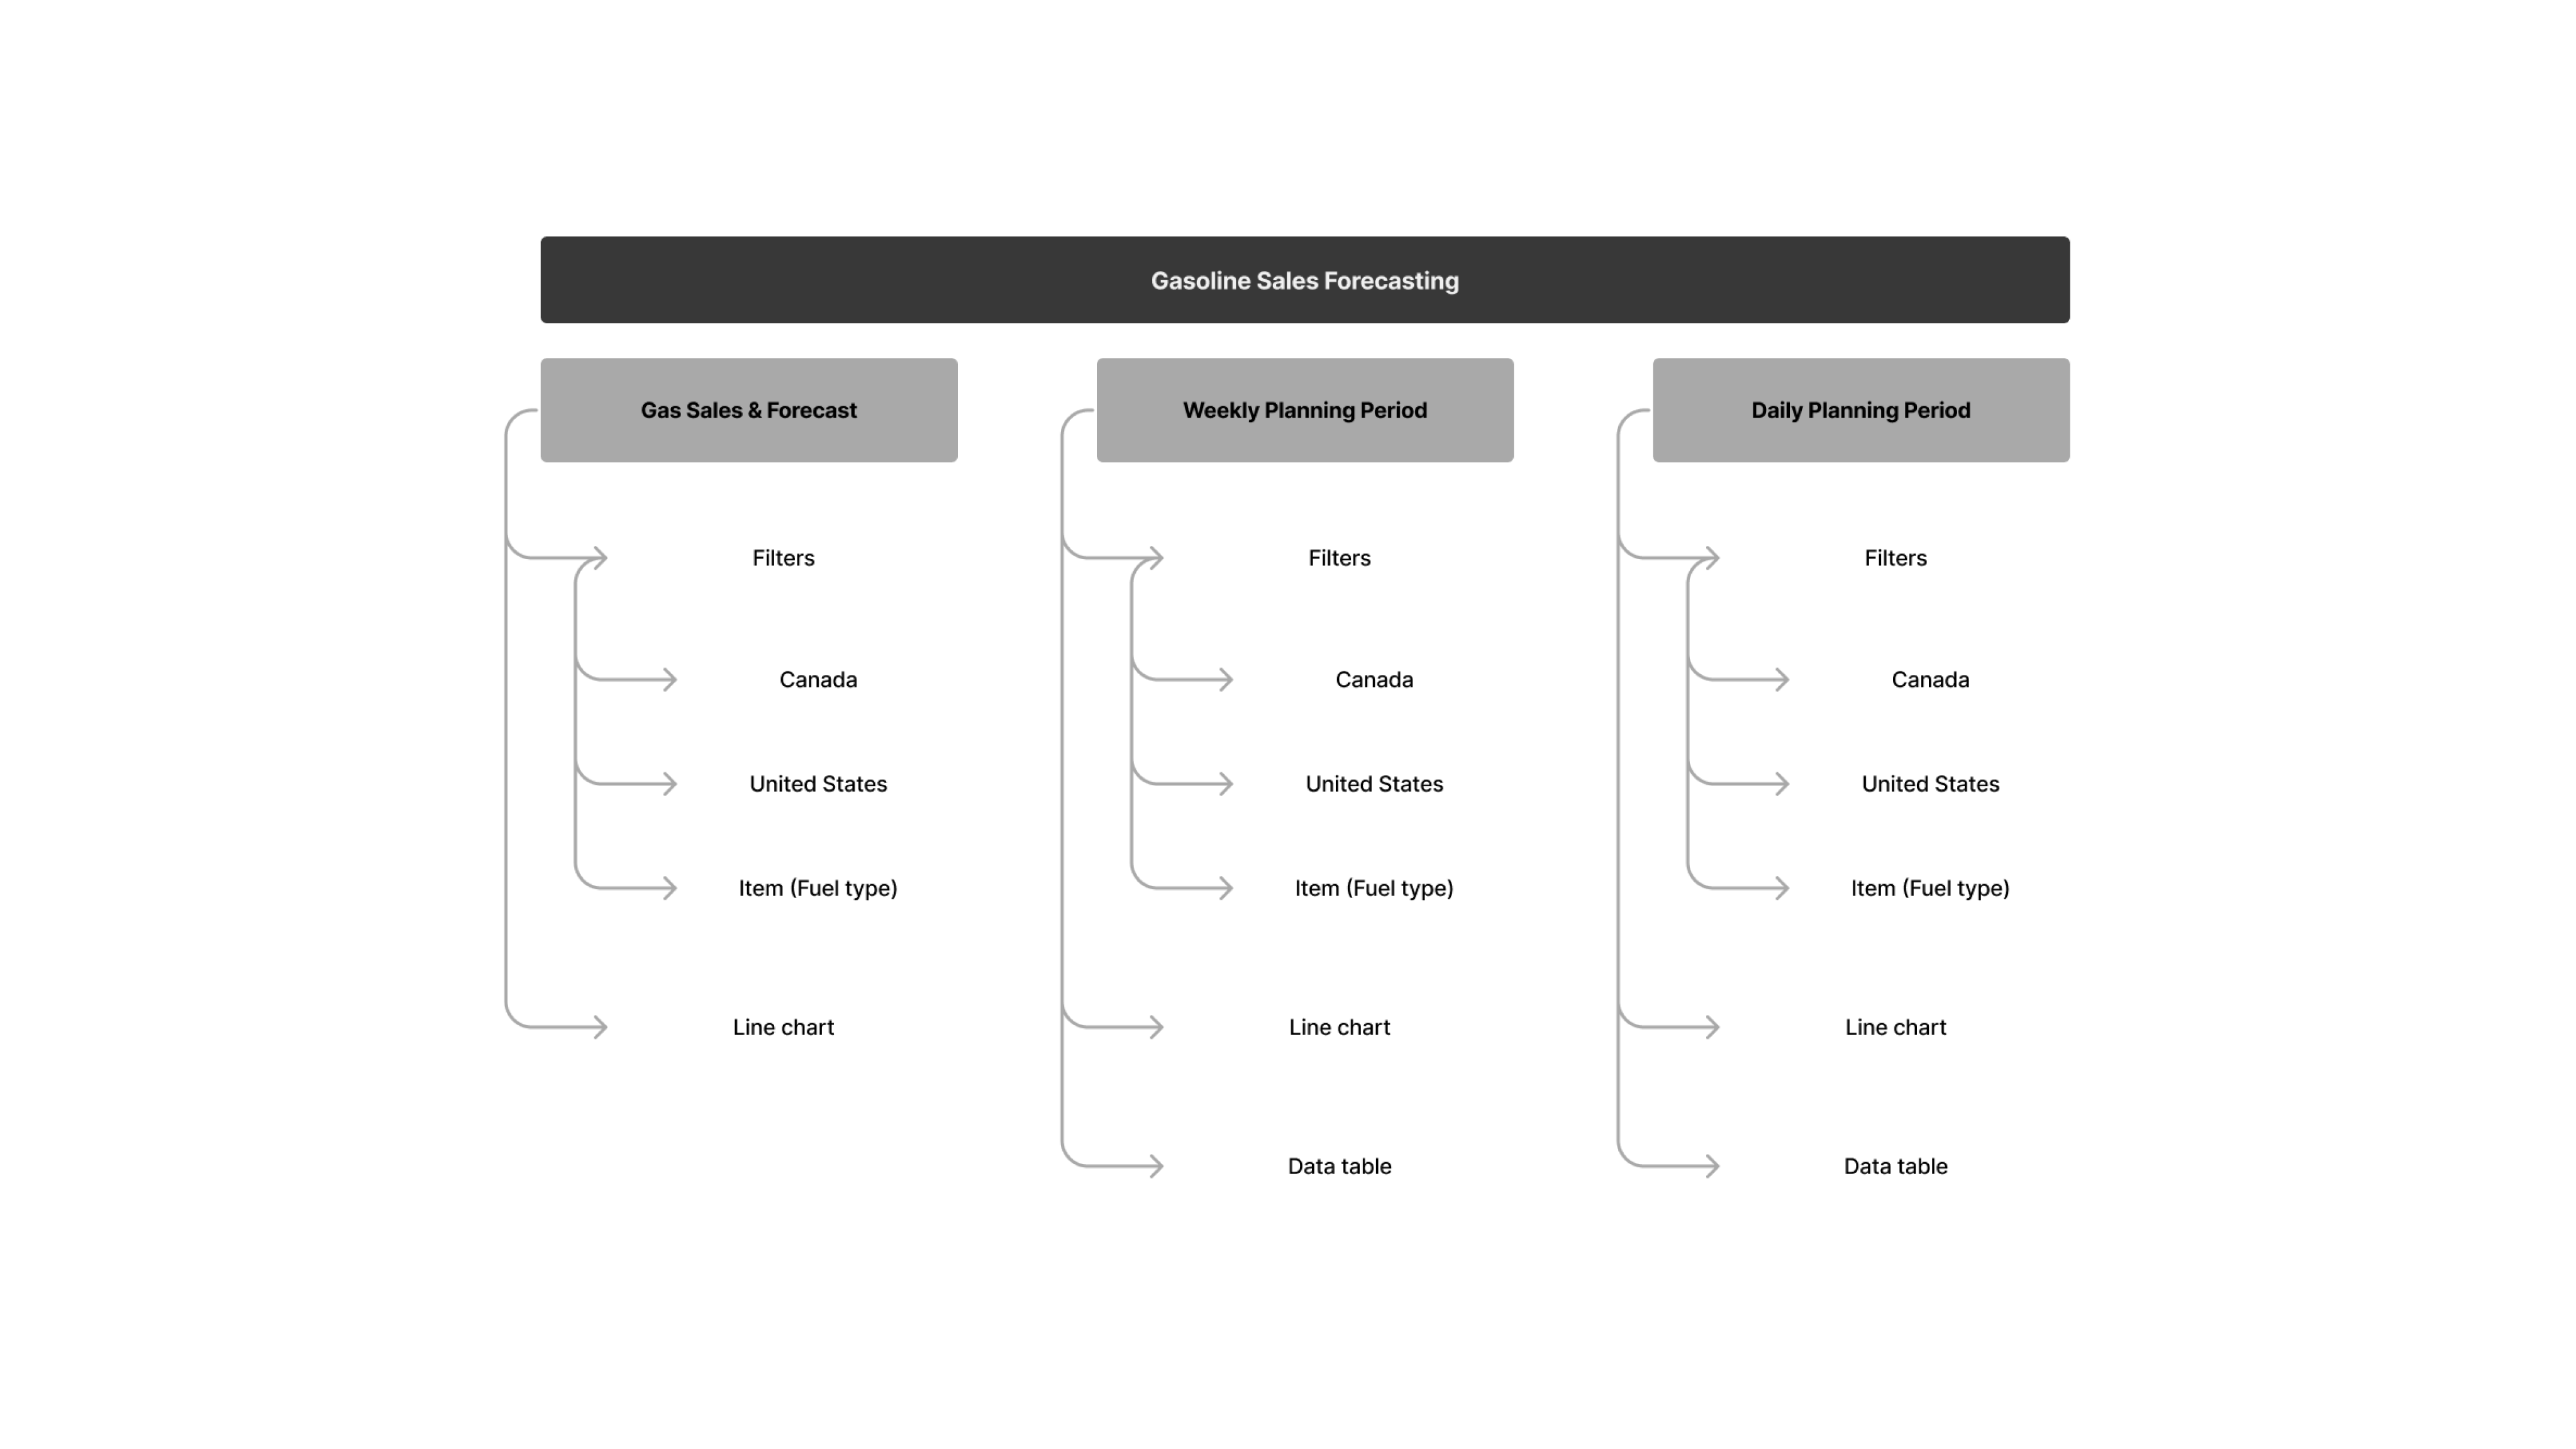 Gasoline Sales Forecasting
Gas Sales & Forecast
Filters
Canada
United States
Item (Fuel type)
Line chart
Weekly Planning Period
Filters
Canada
United States
Item (Fuel type)
Line chart
Data table
Daily Planning Period
Filters
Canada
United States
Item (Fuel type)
Line chart
Data table